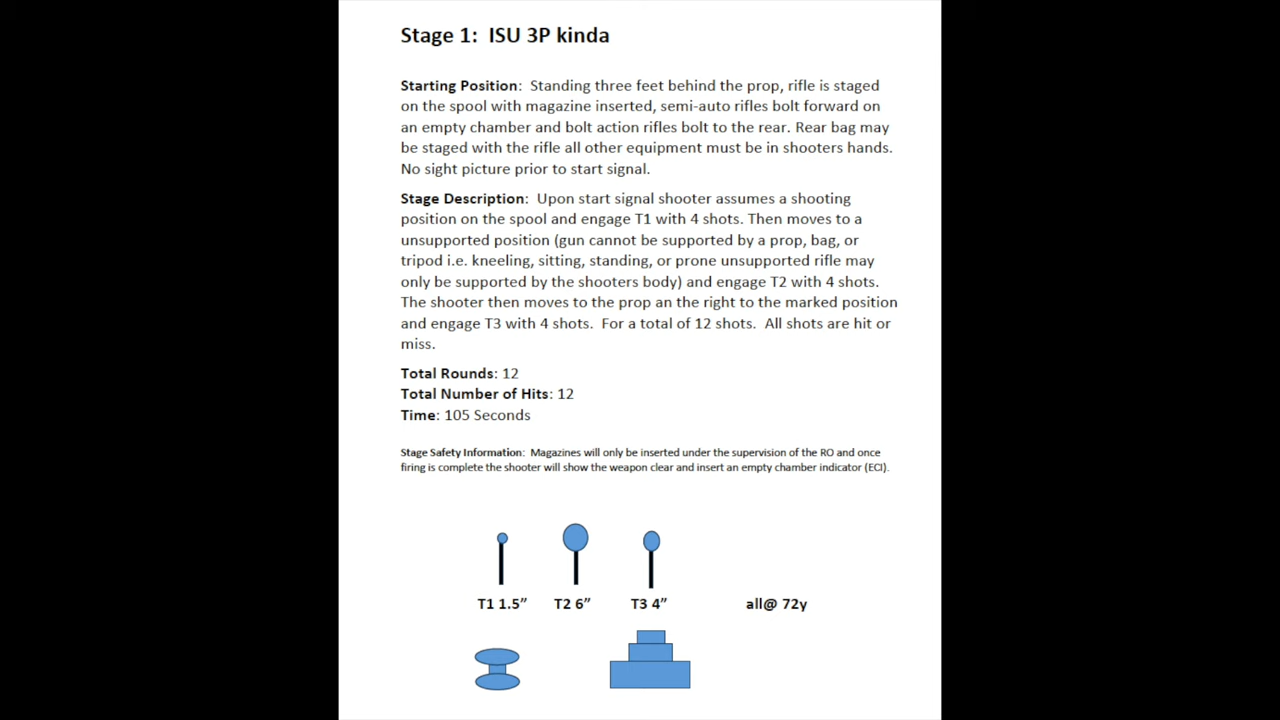 Stage 1:  ISU 3P kinda
Starting Position:  Standing three feet behind the prop, rifle is staged
on the spool with magazine inserted, semi-auto rifles bolt forward on
an empty chamber and bolt action rifles bolt to the rear. Rear bag may
be staged with the rifle all other equipment must be in shooters hands.
No sight picture prior to start signal.
Stage Description:  Upon start signal shooter assumes a shooting
position on the spool and engage T1 with 4 shots. Then moves to a
unsupported position (gun cannot be supported by a prop, bag, or
tripod i.e. kneeling, sitting, standing, or prone unsupported rifle may
only be supported by the shooters body) and engage T2 with 4 shots.
The shooter then moves to the prop an the right to the marked position
and engage T3 with 4 shots.  For a total of 12 shots.  All shots are hit or
miss.
Total Rounds: 12
Total Number of Hits: 12
Time: 105 Seconds
Stage Safety Information:  Magazines will only be inserted under the supervision of the RO and once
firing is complete the shooter will show the weapon clear and insert an empty chamber indicator (ECI).
T1 1.5” T2 6” T3 4” all@ 72y